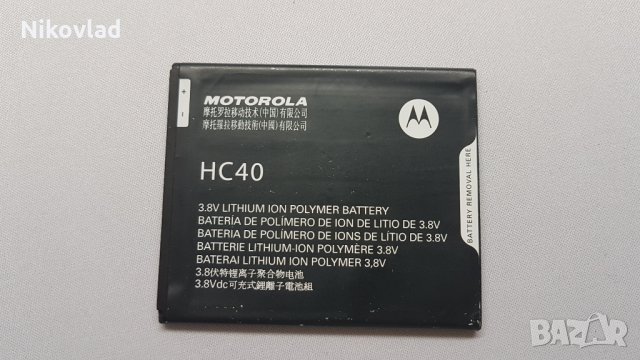 Nikovlad
- +
MOTOROLA
摩托罗拉移动技术(中国)有限公司
摩托羅拉移動技術(中國)有限公司
HC40
BATTERY REMOVAL HERE
3.8V LITHIUM ION POLYMER BATTERY
BATERÍA DE POLÍMERO DE ION DE LITIO DE 3.8V
BATERIA DE POLÍMERO DE IONS DE LÍTIO DE 3.8V
BATTERIE LITHIUM-ION POLYMÈRE 3.8V
BATERAI LITHIUM ION POLYMER 3,8V
3.8伏特锂离子聚合物电池
3.8Vdc可充式鋰離子電池組
BAZAR